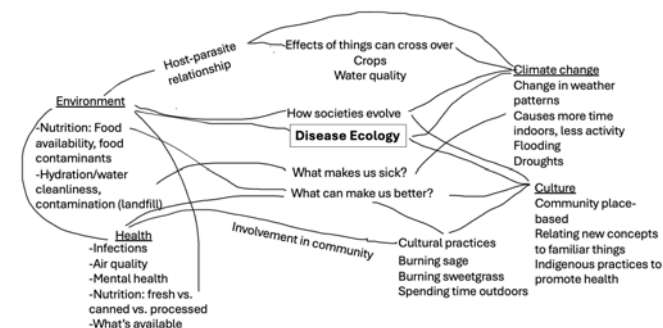 Host-parasite
relationship
Effects of things can cross over
Crops
Water quality
Climate change
Change in weather
patterns
Causes more time
indoors, less activity
Flooding
Droughts
Environment
-Nutrition: Food
availability, food
contaminants
-Hydration/water
cleanliness,
contamination (landfill)
How societies evolve
Disease Ecology
What makes us sick?
What can make us better?
Culture
Community place-
based
Relating new concepts
to familiar things
Indigenous practices to
promote health
Health
-Infections
-Air quality
-Mental health
-Nutrition: fresh vs.
canned vs. processed
-What's available
Involvement in community
Cultural practices
Burning sage
Burning sweetgrass
Spending time outdoors